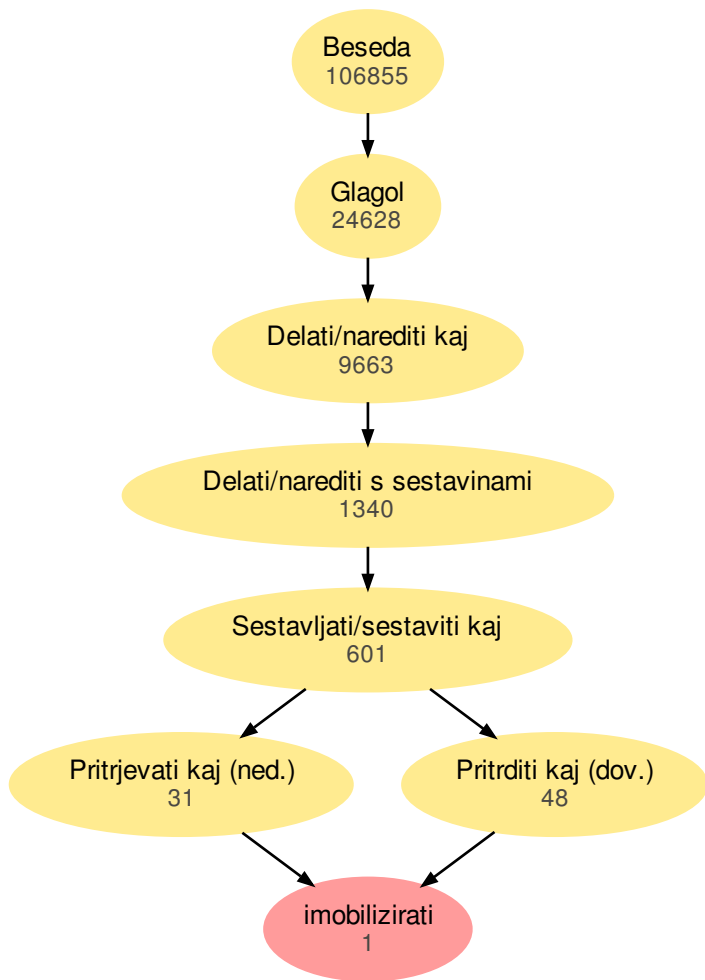 Beseda
106855
Glagol
24628
Delati/narediti kaj
9663
Delati/narediti s sestavinami
1340
Sestavljati/sestaviti kaj
601
Pritrjevati kaj (ned.)
31
Pritrditi kaj (dov.)
48
imobilizirati
1